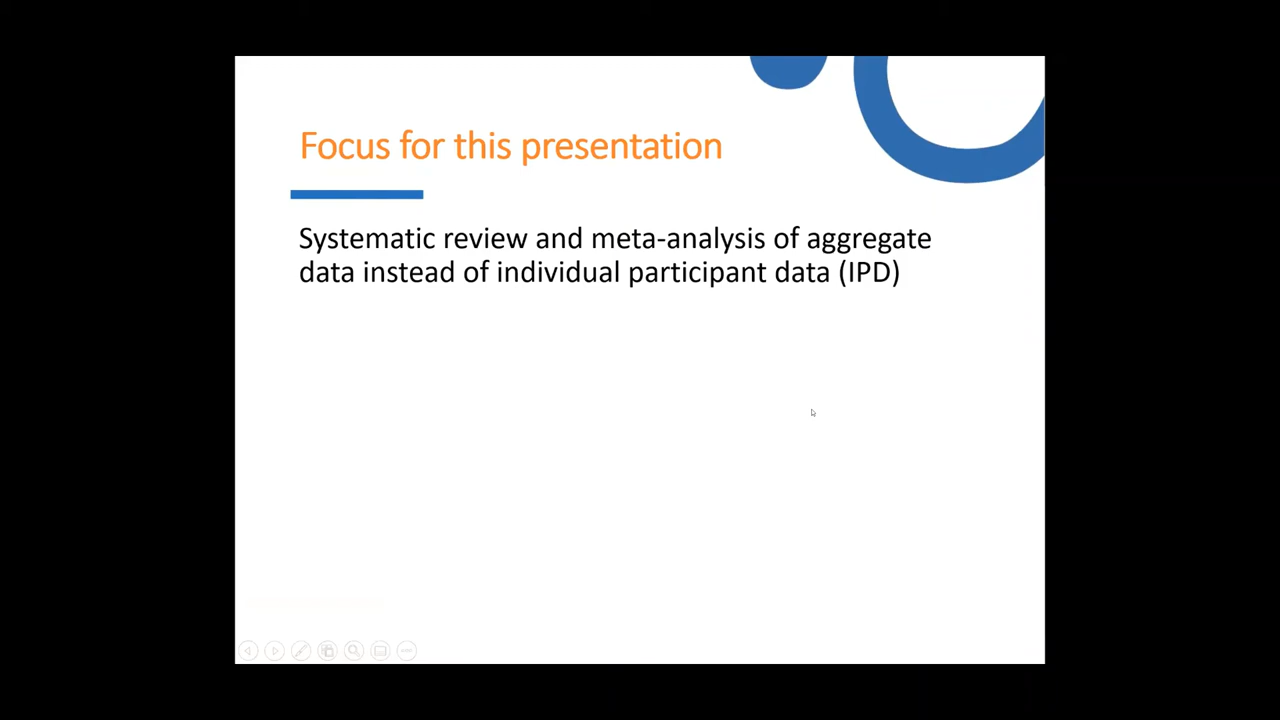 Focus for this presentation
Systematic review and meta-analysis of aggregate
data instead of individual participant data (IPD)